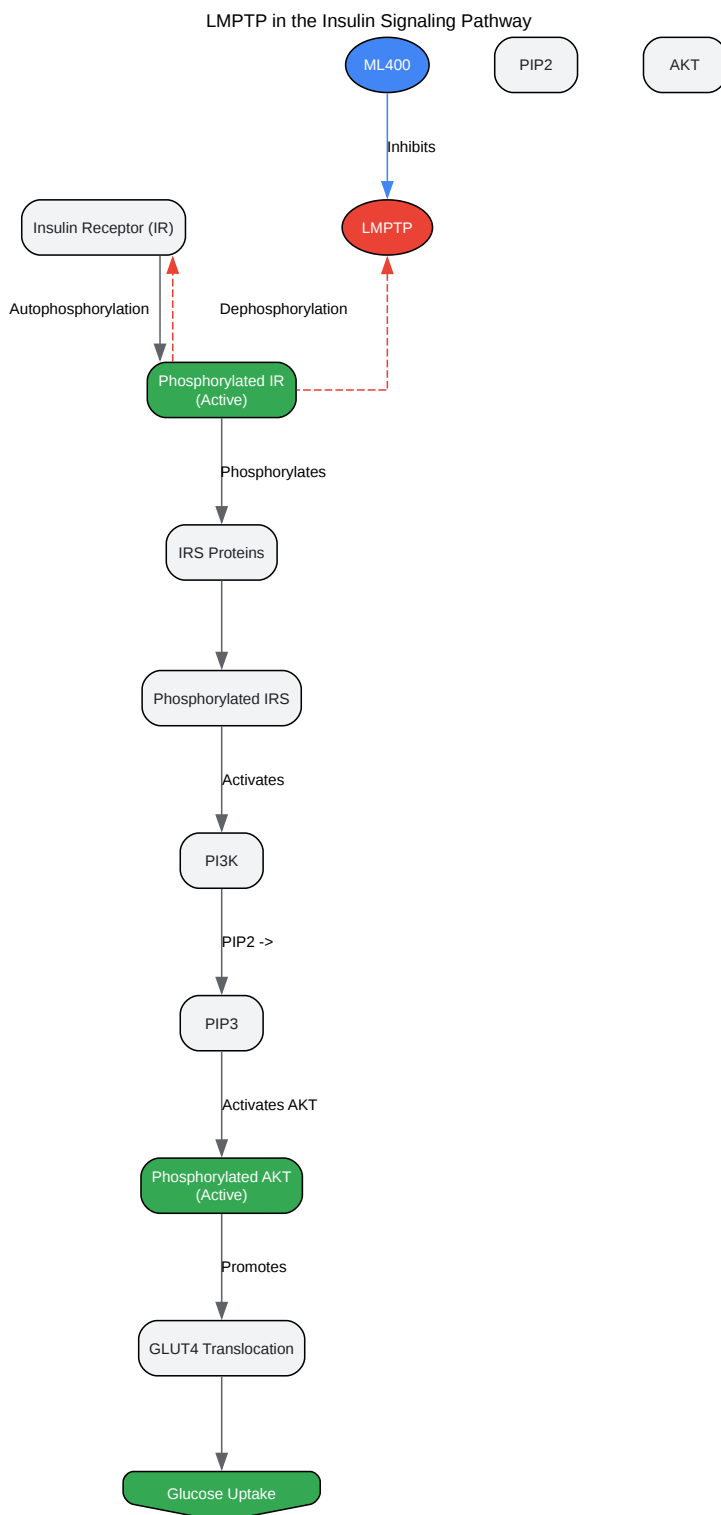 LMPTP in the Insulin Signaling Pathway
ML400
PIP2
AKT
Inhibits
Insulin Receptor (IR)
LMPTP
Autophosphorylation
Dephosphorylation
Phosphorylated IR
(Active)
Phosphorylates
IRS Proteins
Phosphorylated IRS
Activates
PI3K
PIP2 ->
PIP3
Activates AKT
Phosphorylated AKT
(Active)
Promotes
GLUT4 Translocation
Glucose Uptake